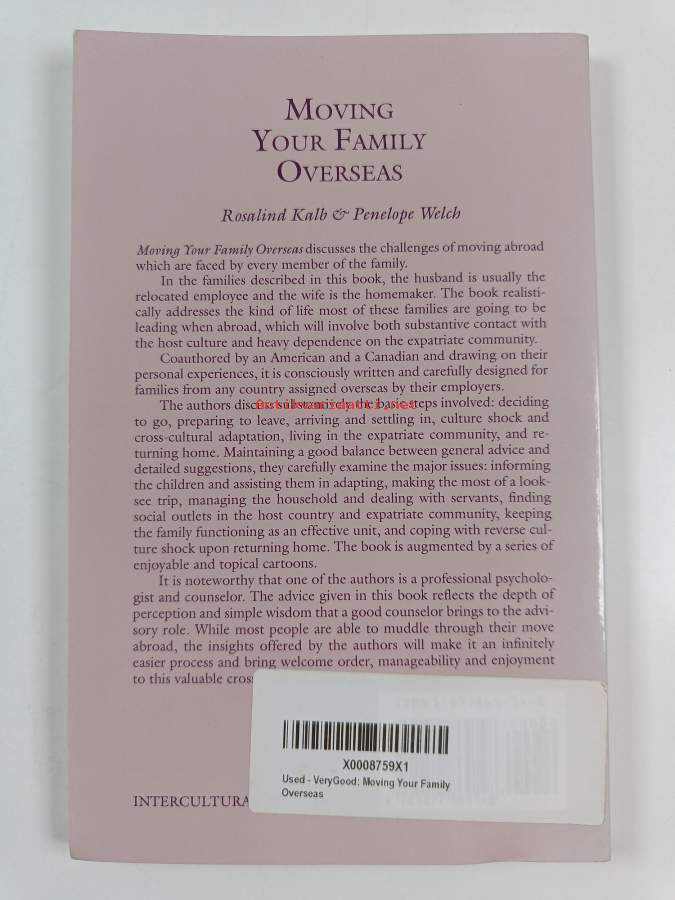 MOVING
YOUR FAMILY
OVERSEAS
Rosalind Kalb & Penelope Welch
Moving Your Family Overseas discusses the challenges of moving abroad
which are faced by every member of the family.
In the families described in this book, the husband is usually the
relocated employee and the wife is the homemaker. The book realisti-
cally addresses the kind of life most of these families are going to be
leading when abroad, which will involve both substantive contact with
the host culture and heavy dependence on the expatriate community.
Coauthored by an American and a Canadian and drawing on their
personal experiences, it is consciously written and carefully designed for
families from any country assigned overseas by their employers.
The authors discuss substantively the basic steps involved: deciding
to go, preparing to leave, arriving and settling in, culture shock and
cross-cultural adaptation, living in the expatriate community, and re-
turning home. Maintaining a good balance between general advice and
detailed suggestions, they carefully examine the major issues: informing
the children and assisting them in adapting, making the most of a look-
see trip, managing the household and dealing with servants, finding
social outlets in the host country and expatriate community, keeping
the family functioning as an effective unit, and coping with reverse cul-
ture shock upon returning home. The book is augmented by a series of
enjoyable and topical cartoons.
It is noteworthy that one of the authors is a professional psycholo-
gist and counselor. The advice given in this book reflects the depth of
perception and simple wisdom that a good counselor brings to the advi-
sory role. While most people are able to muddle through their move
abroad, the insights offered by the authors will make it an infinitely
easier process and bring welcome order, manageability and enjoyment
to this valuable cros
X0008759X1
Used - VeryGood: Moving Your Family
Overseas
INTERCULTURA